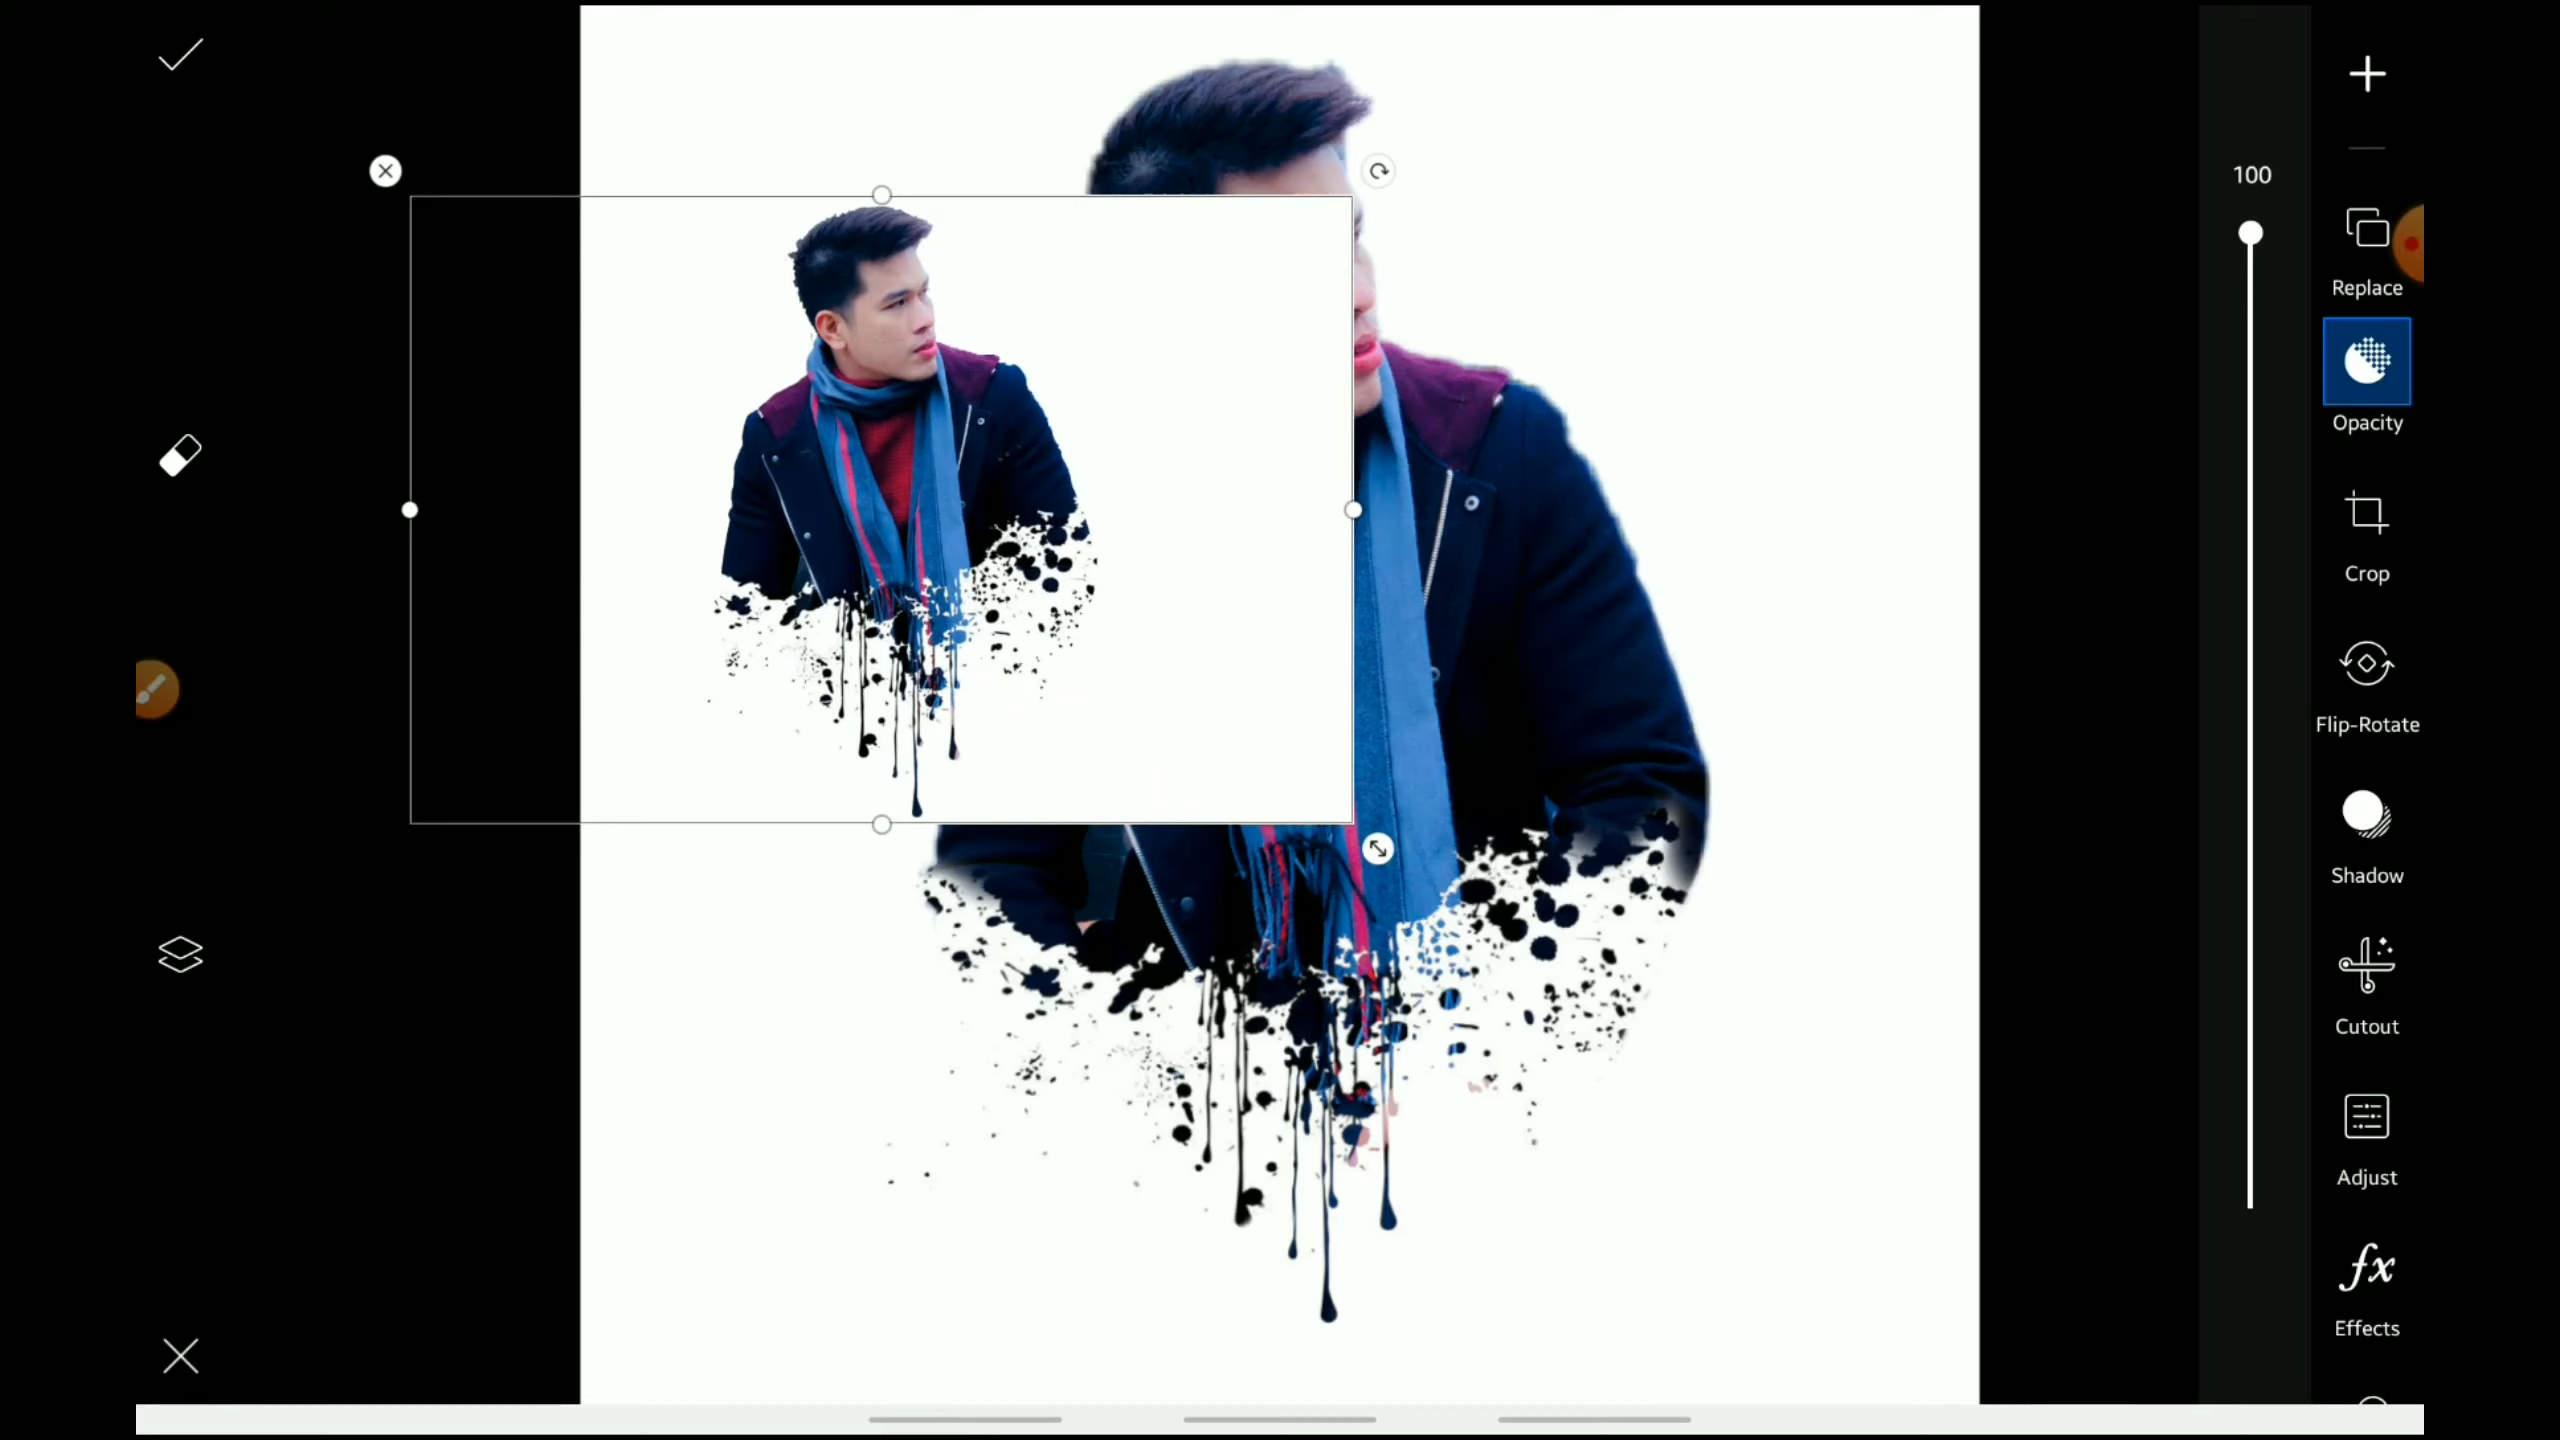 100
Replace
Opacity
Crop
Flip-Rotate
Shadow
Cutout
Adjust
fx
Effects